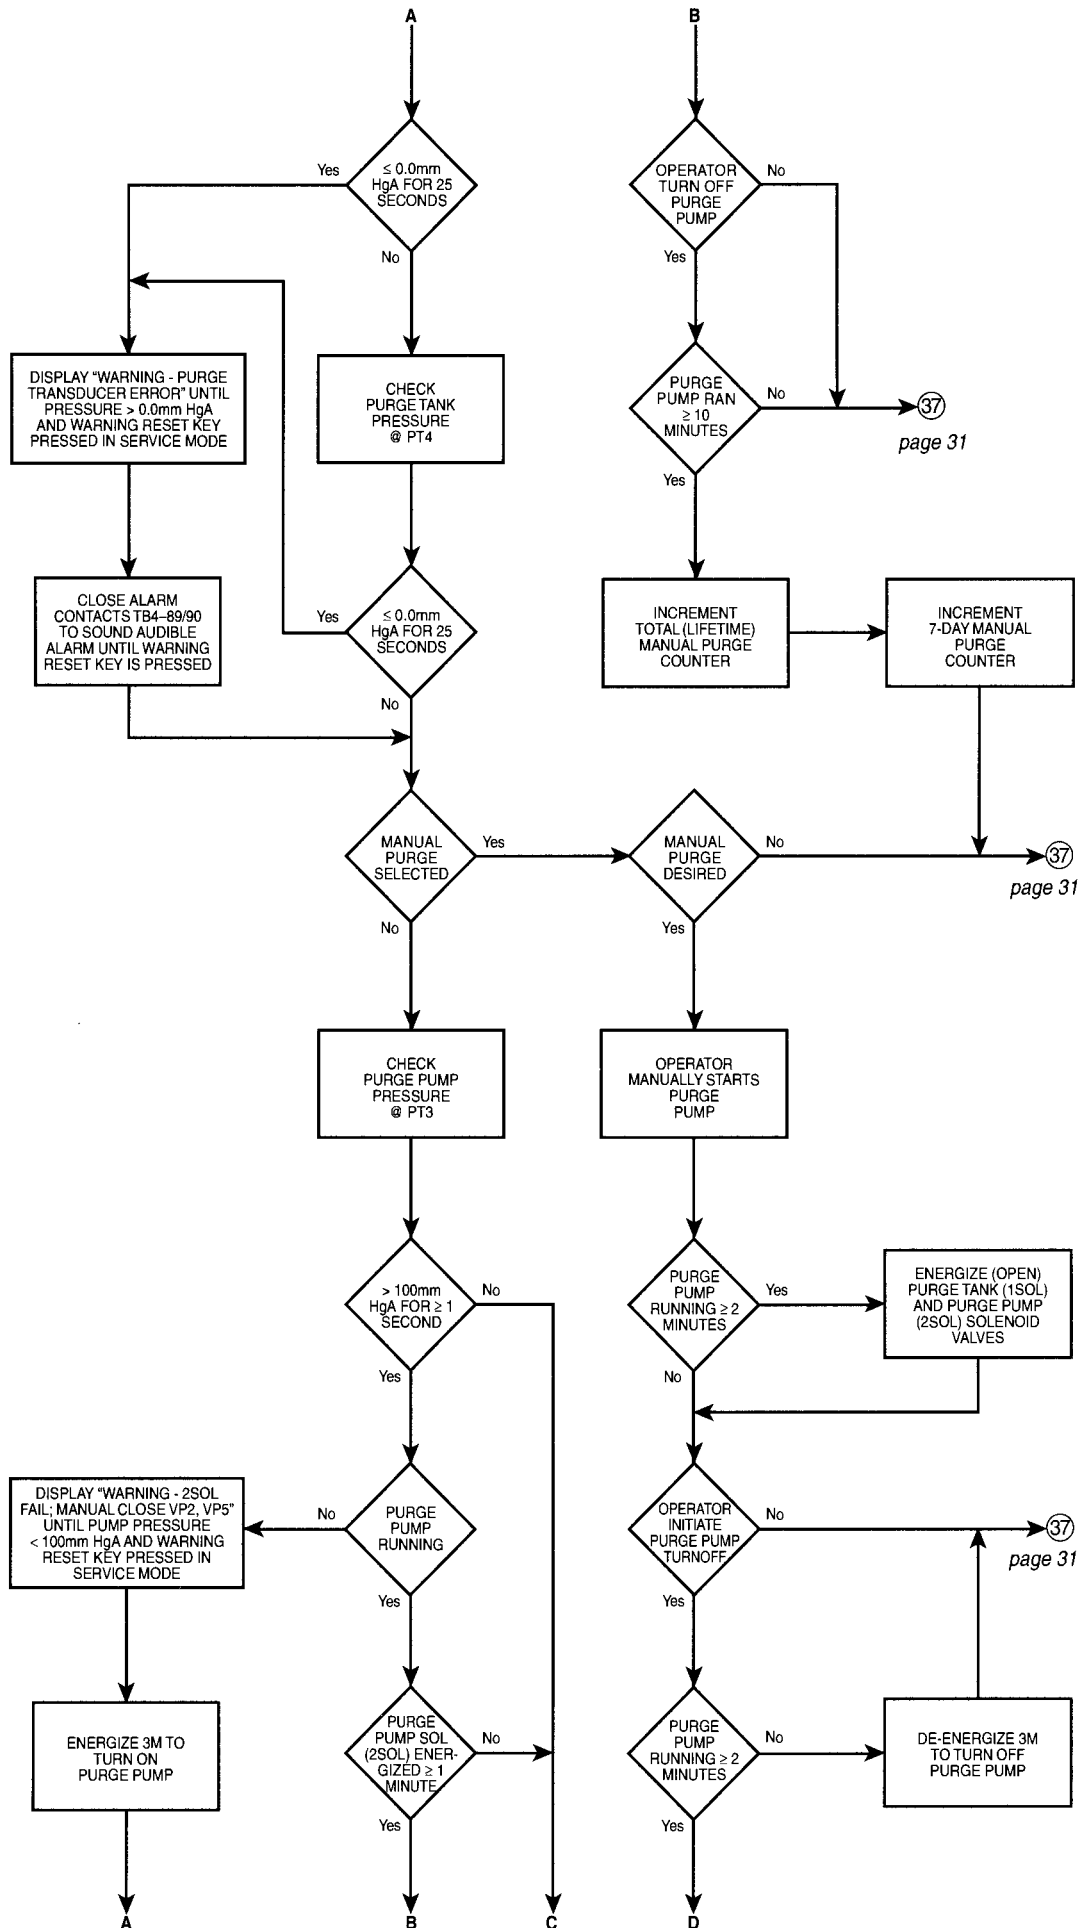 A
B
Yes
≤ 0.0mm
HgA FOR 25
SECONDS
No
OPERATOR
TURN OFF
PURGE
PUMP
No
Yes
DISPLAY "WARNING - PURGE
TRANSDUCER ERROR" UNTIL
PRESSURE > 0.0mm HgA
AND WARNING RESET KEY
PRESSED IN SERVICE MODE
CHECK
PURGE TANK
PRESSURE
@ PT4
PURGE
PUMP RAN
≥ 10
MINUTES
No
37
page 31
Yes
CLOSE ALARM
CONTACTS TB4–89/90
TO SOUND AUDIBLE
ALARM UNTIL WARNING
RESET KEY IS PRESSED
Yes
≤ 0.0mm
HgA FOR 25
SECONDS
No
INCREMENT
TOTAL (LIFETIME)
MANUAL PURGE
COUNTER
INCREMENT
7-DAY MANUAL
PURGE
COUNTER
MANUAL
PURGE
SELECTED
Yes
No
MANUAL
PURGE
DESIRED
No
Yes
37
page 31
CHECK
PURGE PUMP
PRESSURE
@ PT3
OPERATOR
MANUALLY STARTS
PURGE
PUMP
> 100mm
HgA FOR ≥ 1
SECOND
No
Yes
PURGE
PUMP
RUNNING ≥ 2
MINUTES
Yes
No
ENERGIZE (OPEN)
PURGE TANK (1SOL)
AND PURGE PUMP
(2SOL) SOLENOID
VALVES
DISPLAY "WARNING - 2SOL
FAIL; MANUAL CLOSE VP2, VP5"
UNTIL PUMP PRESSURE
< 100mm HgA AND WARNING
RESET KEY PRESSED IN
SERVICE MODE
No
PURGE
PUMP
RUNNING
Yes
OPERATOR
INITIATE
PURGE PUMP
TURNOFF
No
Yes
37
page 31
ENERGIZE 3M TO
TURN ON
PURGE PUMP
PURGE
PUMP SOL
(2SOL) ENER-
GIZED ≥ 1
MINUTE
No
Yes
PURGE
PUMP
RUNNING ≥ 2
MINUTES
No
Yes
DE-ENERGIZE 3M
TO TURN OFF
PURGE PUMP
A
B
C
D